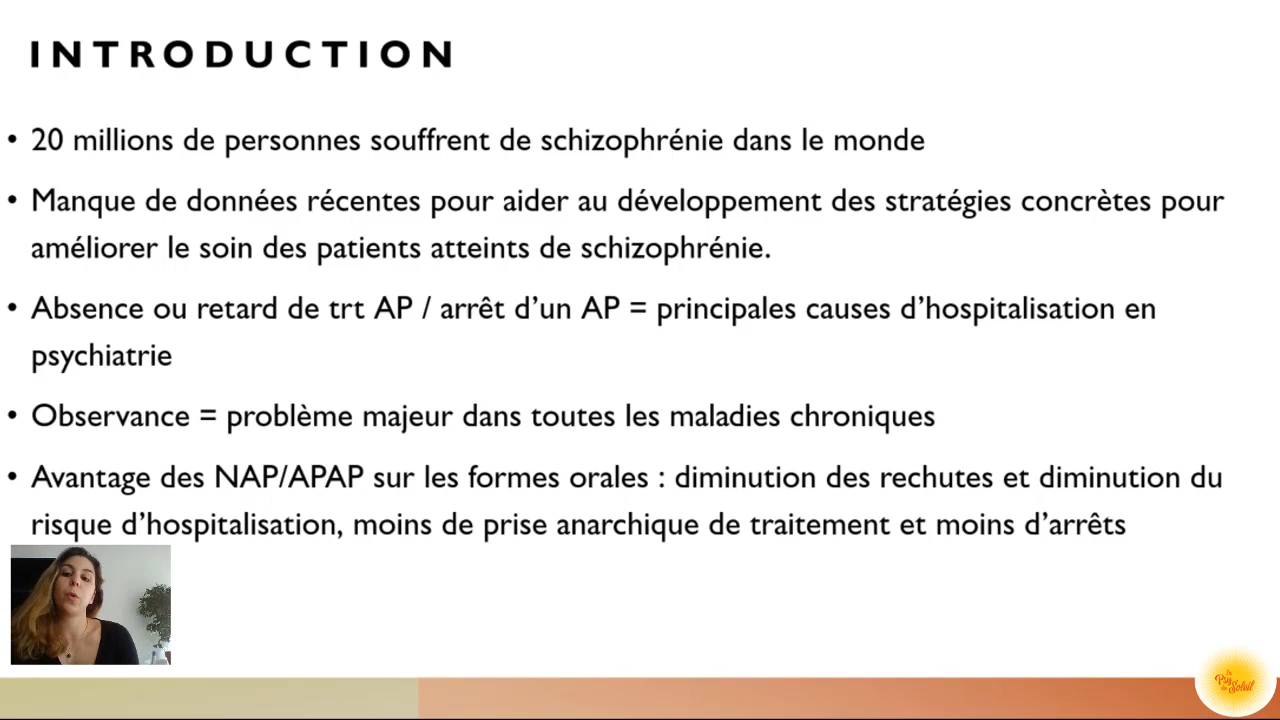 INTRODUCTION
• 20 millions de personnes souffrent de schizophrénie dans le monde
• Manque de données récentes pour aider au développement des stratégies concrètes pour
améliorer le soin des patients atteints de schizophrénie.
• Absence ou retard de trt AP / arrêt d’un AP = principales causes d’hospitalisation en
psychiatrie
• Observance = problème majeur dans toutes les maladies chroniques
• Avantage des NAP/APAP sur les formes orales : diminution des rechutes et diminution du
risque d’hospitalisation, moins de prise anarchique de traitement et moins d’arrêts
Psy
Soleil